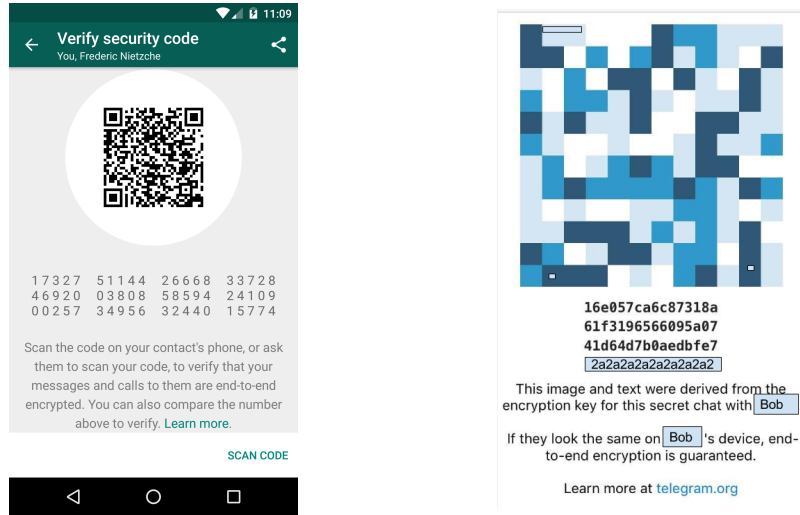 11:09
Verify security code
You, Frederic Nietzche
17327 51144 26668 33728
46920 03808 58594 24109
00257 34956 32440 15774
Scan the code on your contact's phone, or ask
them to scan your code, to verify that your
messages and calls to them are end-to-end
encrypted. You can also compare the number
above to verify. Learn more.
SCAN CODE
16e057ca6c87318a
61f3196566095a07
41d64d7b0aedbfe7
2a2a2a2a2a2a2a2a2
This image and text were derived from the
encryption key for this secret chat with Bob
If they look the same on Bob 's device, end-
to-end encryption is guaranteed.
Learn more at telegram.org